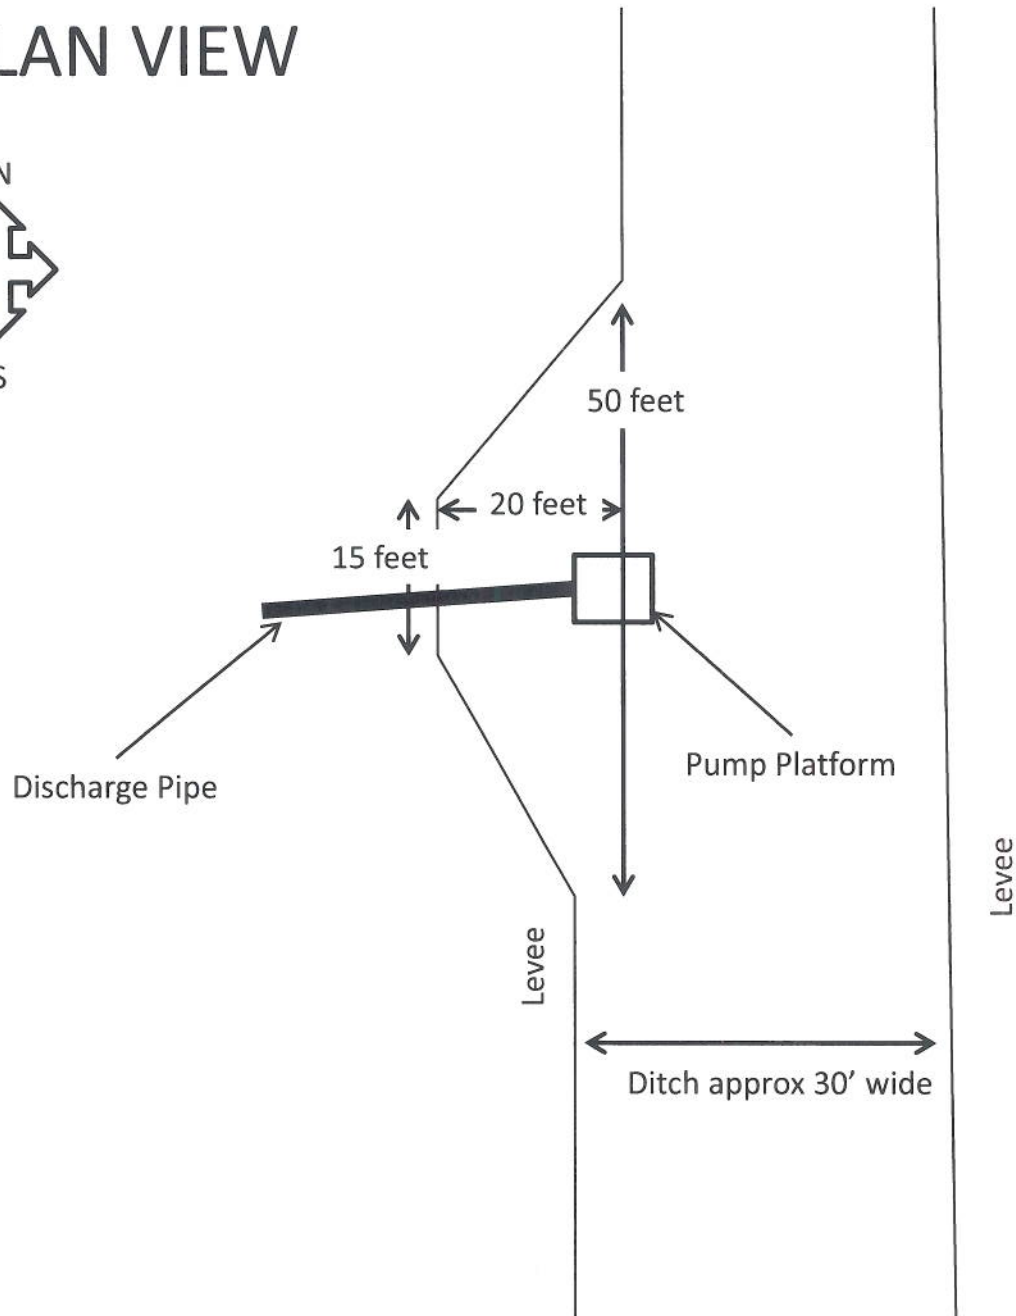 LAN VIEW
N
S
50 feet
20 feet
15 feet
Discharge Pipe
Pump Platform
Levee
Levee
Ditch approx 30’ wide